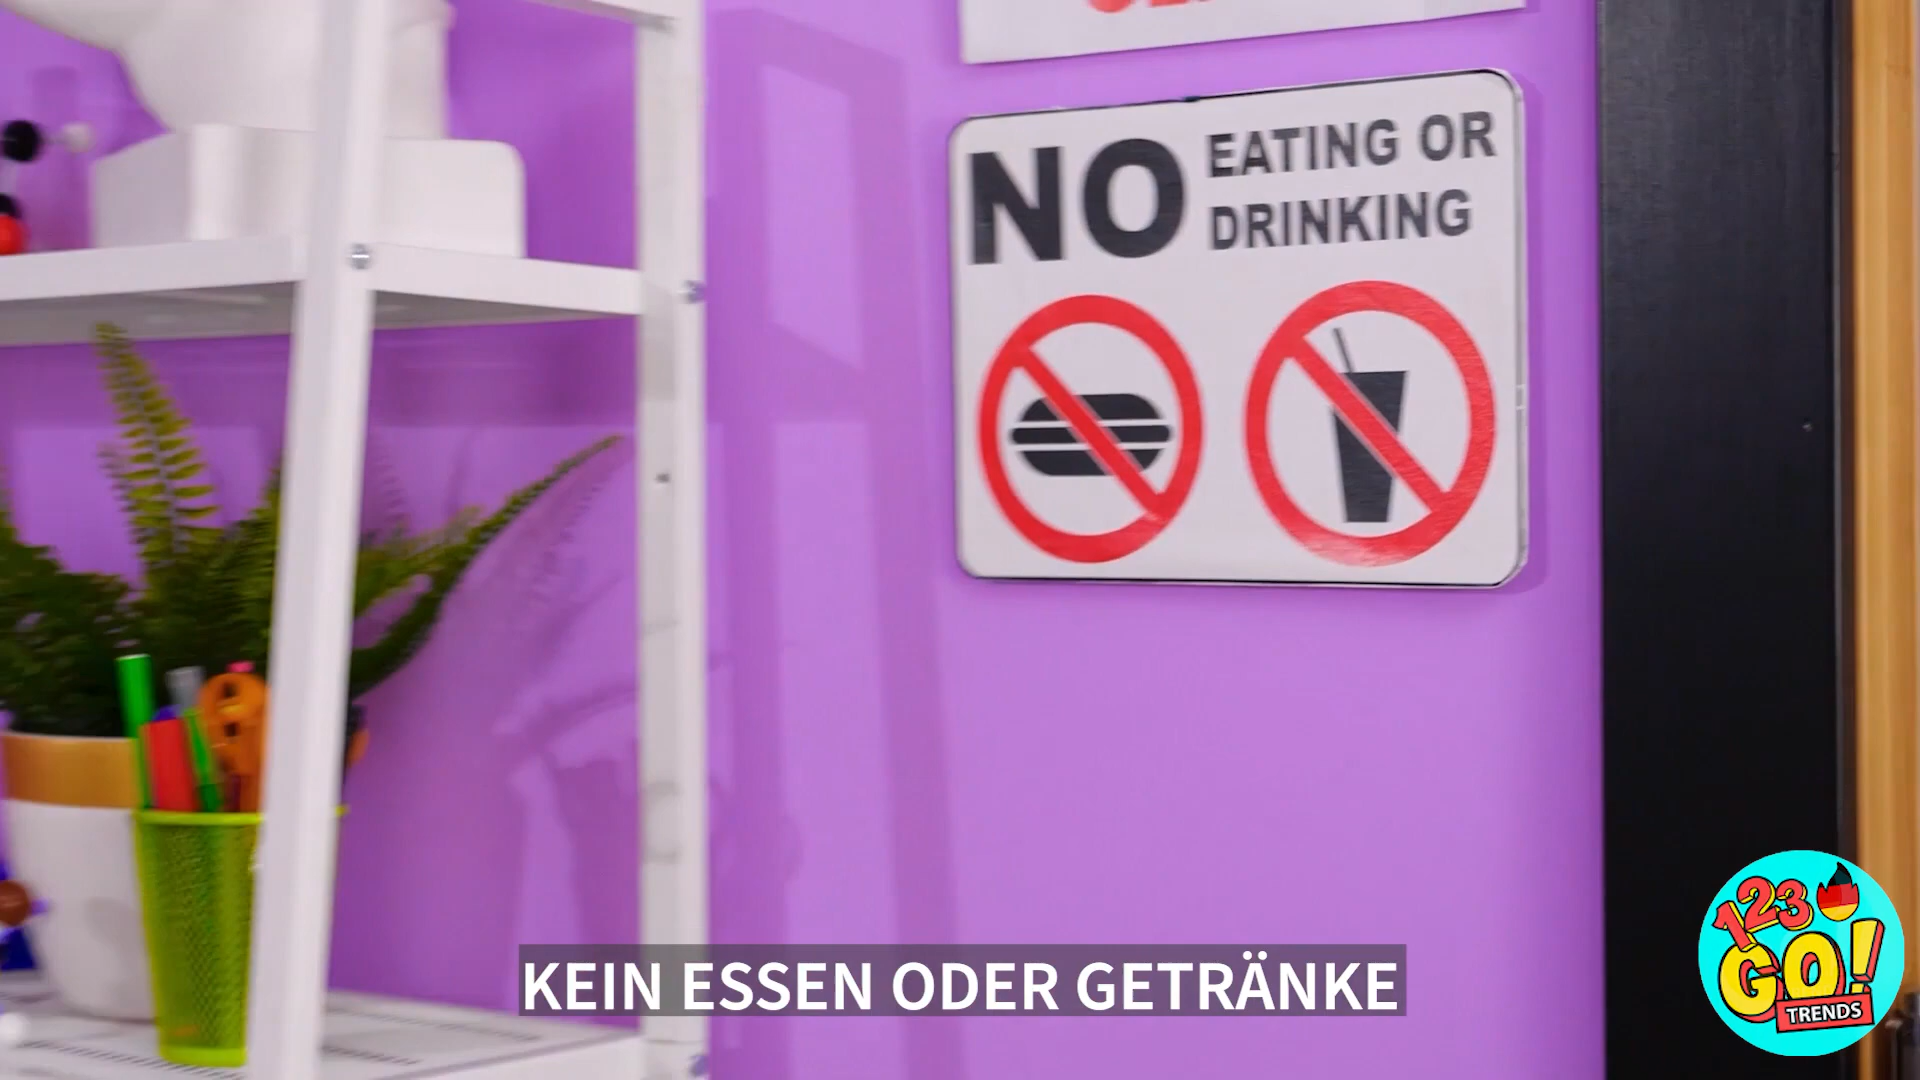 NO EATING OR
DRINKING
KEIN ESSEN ODER GETRÄNKE
123
GO!
TRENDS